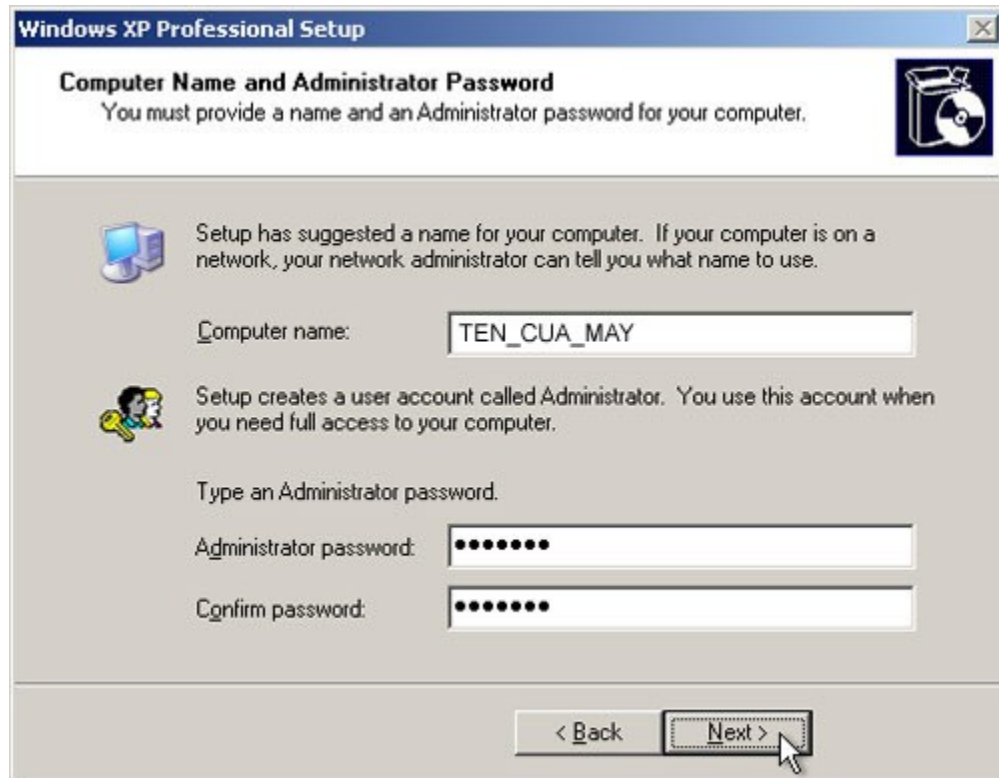 Windows XP Professional Setup
Computer Name and Administrator Password
You must provide a name and an Administrator password for your computer.
Setup has suggested a name for your computer. If your computer is on a
network, your network administrator can tell you what name to use.
Computer name: TEN_CUA_MAY
Setup creates a user account called Administrator. You use this account when
you need full access to your computer.
Type an Administrator password.
Administrator password: •••••••
Confirm password: •••••••
< Back Next >